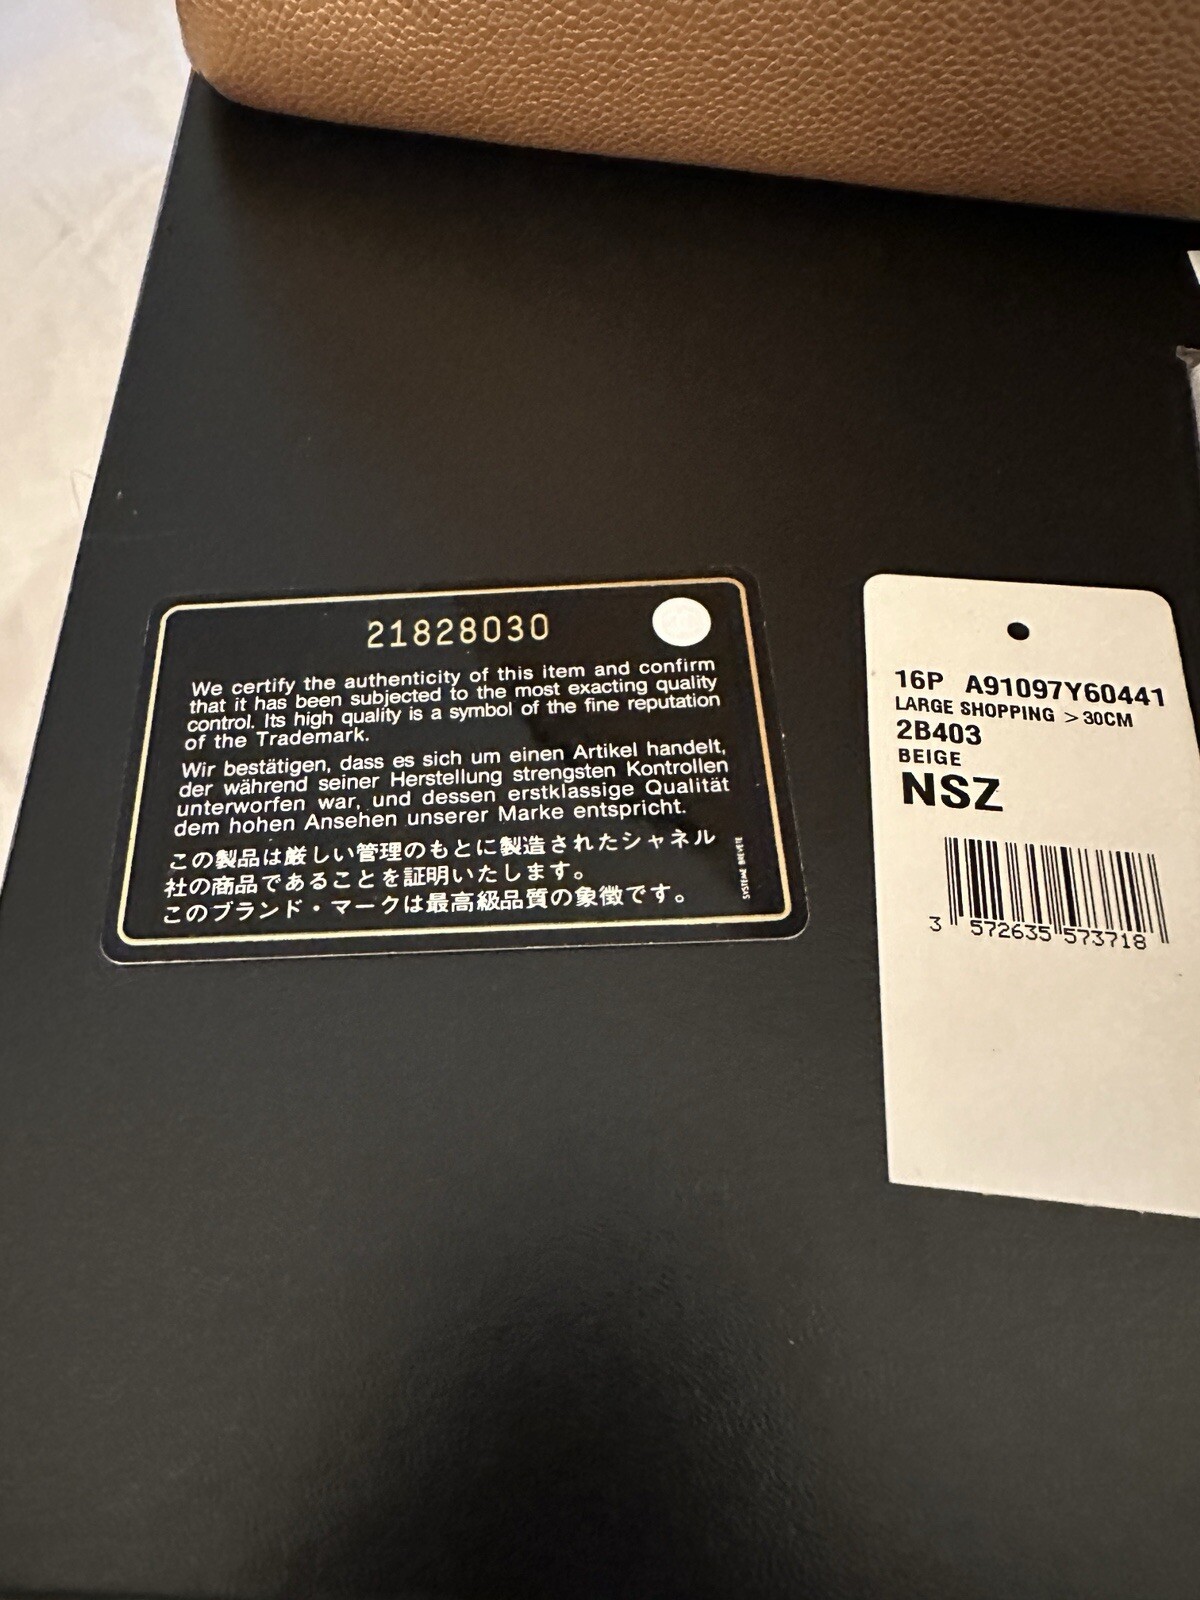 21828030
We certify the authenticity of this item and confirm
that it has been subjected to the most exacting quality
control. Its high quality is a symbol of the fine reputation
of the Trademark.
Wir bestätigen, dass es sich um einen Artikel handelt,
der während seiner Herstellung strengsten Kontrollen
unterworfen war, und dessen erstklassige Qualität
dem hohen Ansehen unserer Marke entspricht.
この製品は厳しい管理のもとに製造されたシャネル
社の商品であることを証明いたします。
このブランド・マークは最高級品質の象徴です。
SYSTEME BREVETE
16P A91097Y60441
LARGE SHOPPING >30CM
2B403
BEIGE
NSZ
3 572635 573718